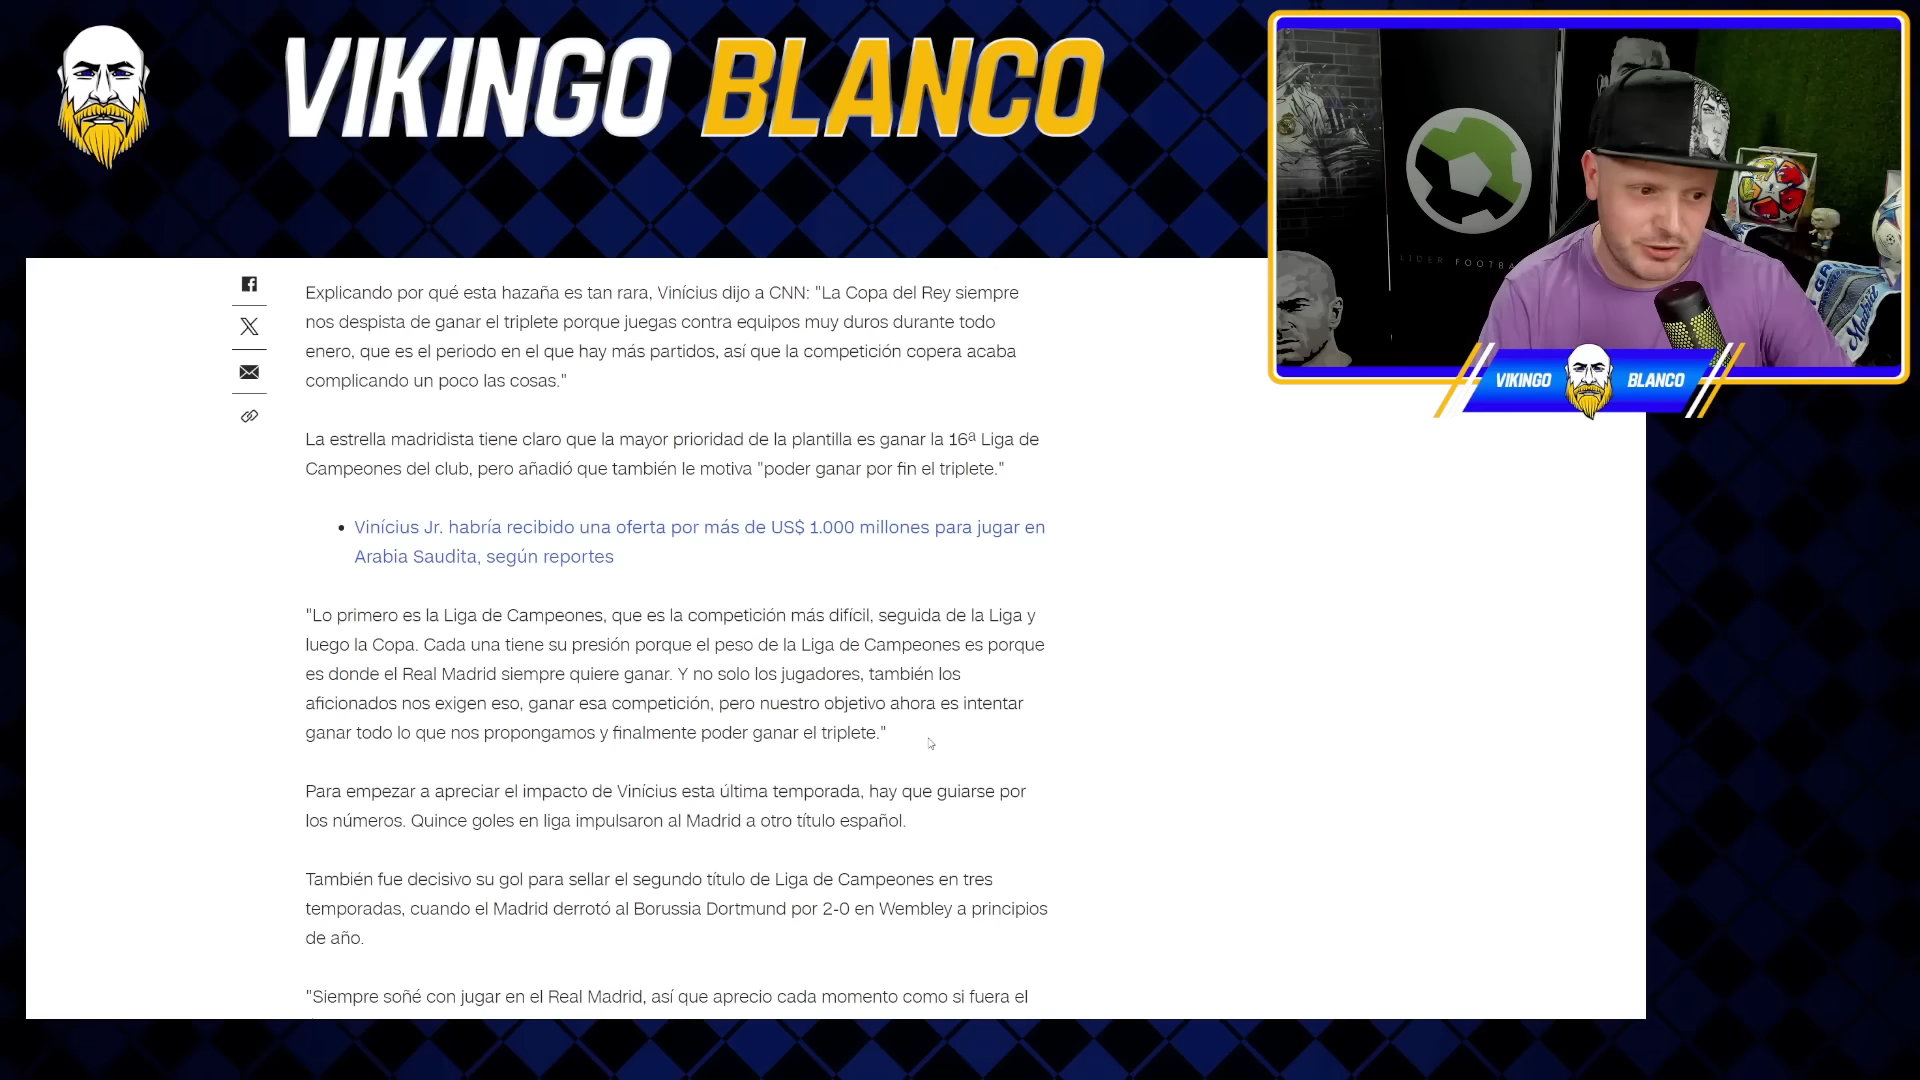 VIKINGO BLANCO
LIDER FOOTBA
VIKINGO BLANCO
Madrid
Explicando por qué esta hazaña es tan rara, Vinícius dijo a CNN: "La Copa del Rey siempre
nos despista de ganar el triplete porque juegas contra equipos muy duros durante todo
enero, que es el periodo en el que hay más partidos, así que la competición copera acaba
complicando un poco las cosas."
La estrella madridista tiene claro que la mayor prioridad de la plantilla es ganar la 16ª Liga de
Campeones del club, pero añadió que también le motiva "poder ganar por fin el triplete."
• Vinícius Jr. habría recibido una oferta por más de US$ 1.000 millones para jugar en
Arabia Saudita, según reportes
"Lo primero es la Liga de Campeones, que es la competición más difícil, seguida de la Liga y
luego la Copa. Cada una tiene su presión porque el peso de la Liga de Campeones es porque
es donde el Real Madrid siempre quiere ganar. Y no solo los jugadores, también los
aficionados nos exigen eso, ganar esa competición, pero nuestro objetivo ahora es intentar
ganar todo lo que nos propongamos y finalmente poder ganar el triplete."
Para empezar a apreciar el impacto de Vinícius esta última temporada, hay que guiarse por
los números. Quince goles en liga impulsaron al Madrid a otro título español.
También fue decisivo su gol para sellar el segundo título de Liga de Campeones en tres
temporadas, cuando el Madrid derrotó al Borussia Dortmund por 2-0 en Wembley a principios
de año.
"Siempre soñé con jugar en el Real Madrid, así que aprecio cada momento como si fuera el